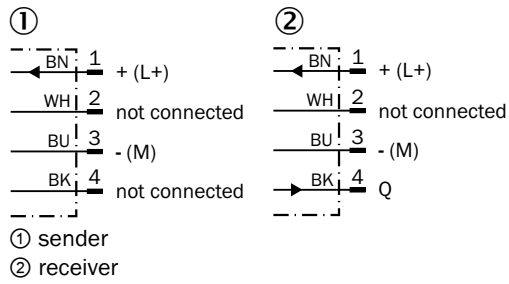 ①
BN 1 + (L+)
WH 2 not connected
BU 3 - (M)
BK 4 not connected
②
BN 1 + (L+)
WH 2 not connected
BU 3 - (M)
BK 4 Q
① sender
② receiver